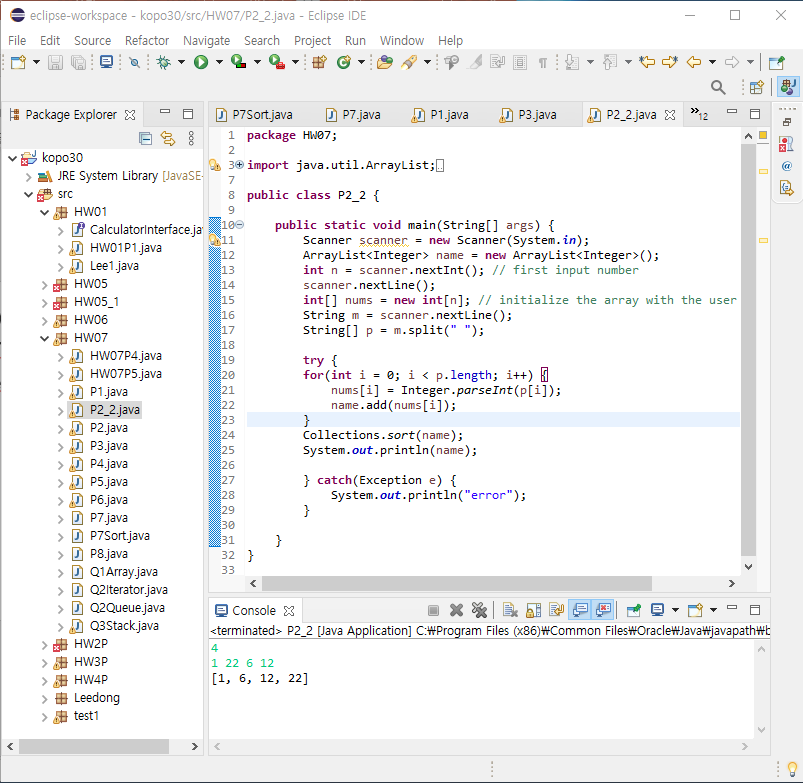 eclipse-workspace - kopo30/src/HW07/P2_2.java - Eclipse IDE
File Edit Source Refactor Navigate Search Project Run Window Help
Package Explorer
kopo30
JRE System Library [JavaSE-
src
HW01
CalculatorInterface.ja
HW01P1.java
Lee1.java
HW05
HW05_1
HW06
HW07
HW07P4.java
HW07P5.java
P1.java
P2_2.java
P2.java
P3.java
P4.java
P5.java
P6.java
P7.java
P7Sort.java
P8.java
Q1Array.java
Q2Iterator.java
Q2Queue.java
Q3Stack.java
HW2P
HW3P
HW4P
Leedong
test1
P7Sort.java P7.java P1.java P3.java P2_2.java »12
1 package HW07;
2
3 import java.util.ArrayList;
7
8 public class P2_2 {
9
10 public static void main(String[] args) {
11 Scanner scanner = new Scanner(System.in);
12 ArrayList<Integer> name = new ArrayList<Integer>();
13 int n = scanner.nextInt(); // first input number
14 scanner.nextLine();
15 int[] nums = new int[n]; // initialize the array with the user
16 String m = scanner.nextLine();
17 String[] p = m.split(" ");
18
19 try {
20 for(int i = 0; i < p.length; i++) {
21 nums[i] = Integer.parseInt(p[i]);
22 name.add(nums[i]);
23 }
24 Collections.sort(name);
25 System.out.println(name);
26
27 } catch(Exception e) {
28 System.out.println("error");
29 }
30
31 }
32 }
33
Console
<terminated> P2_2 [Java Application] C:₩Program Files (x86)₩Common Files₩Oracle₩Java₩javapath₩b
4
1 22 6 12
[1, 6, 12, 22]